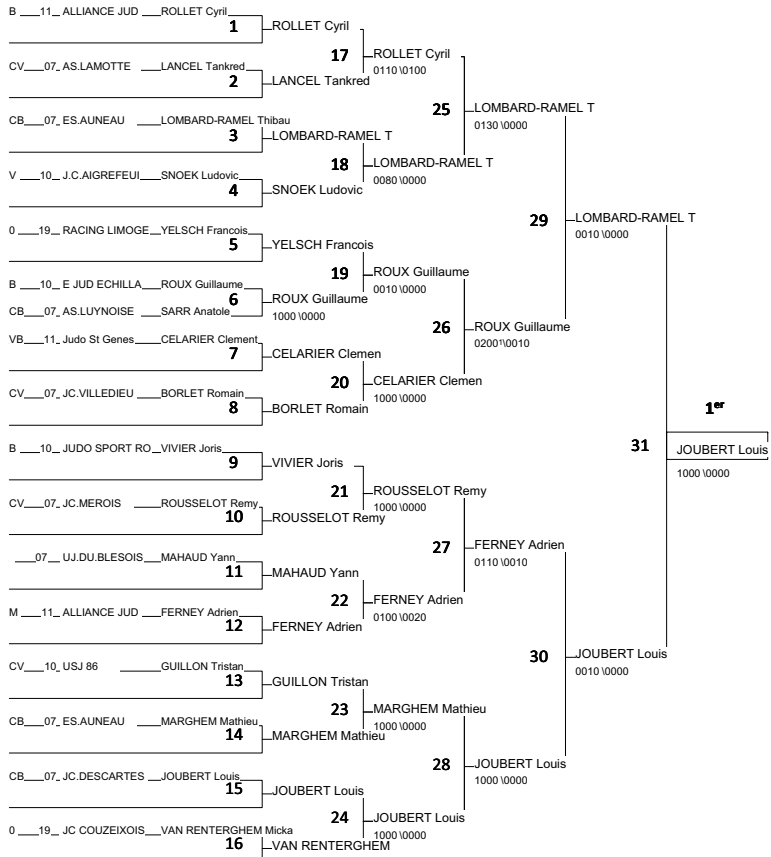 B 11 ALLIANCE JUD ROLLET Cyril
1
ROLLET Cyril
17
ROLLET Cyril
0110 \0100
CV 07 AS.LAMOTTE LANCEL Tankred
2
LANCEL Tankred
25
LOMBARD-RAMEL T
0130 \0000
CB 07 ES.AUNEAU LOMBARD-RAMEL Thibau
3
LOMBARD-RAMEL T
18
LOMBARD-RAMEL T
0080 \0000
V 10 J.C.AIGREFEUI SNOEK Ludovic
4
SNOEK Ludovic
29
LOMBARD-RAMEL T
0010 \0000
0 19 RACING LIMOGE YELSCH Francois
5
YELSCH Francois
19
ROUX Guillaume
0010 \0000
B 10 E JUD ECHILLA ROUX Guillaume
6
ROUX Guillaume
1000 \0000
CB 07 AS.LUYNOISE SARR Anatole
26
ROUX Guillaume
02001\0010
VB 11 Judo St Genes CELARIER Clement
7
CELARIER Clemen
20
CELARIER Clemen
1000 \0000
CV 07 JC.VILLEDIEU BORLET Romain
8
BORLET Romain
1er
31
JOUBERT Louis
1000 \0000
B 10 JUDO SPORT RO VIVIER Joris
9
VIVIER Joris
21
ROUSSELOT Remy
1000 \0000
CV 07 JC.MEROIS ROUSSELOT Remy
10
ROUSSELOT Remy
27
FERNEY Adrien
0110 \0010
07 UJ.DU.BLESOIS MAHAUD Yann
11
MAHAUD Yann
22
FERNEY Adrien
0100 \0020
M 11 ALLIANCE JUD FERNEY Adrien
12
FERNEY Adrien
30
JOUBERT Louis
0010 \0000
CV 10 USJ 86 GUILLON Tristan
13
GUILLON Tristan
23
MARGHEM Mathieu
1000 \0000
CB 07 ES.AUNEAU MARGHEM Mathieu
14
MARGHEM Mathieu
28
JOUBERT Louis
1000 \0000
CB 07 JC.DESCARTES JOUBERT Louis
15
JOUBERT Louis
24
JOUBERT Louis
1000 \0000
0 19 JC COUZEIXOIS VAN RENTERGHEM Micka
16
VAN RENTERGHEM